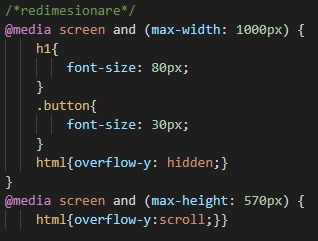 /*redimesionare*/
@media screen and (max-width: 1000px) {
    h1{
        font-size: 80px;
    }
    .button{
        font-size: 30px;
    }
    html{overflow-y: hidden;}
}
@media screen and (max-height: 570px) {
    html{overflow-y:scroll;}}